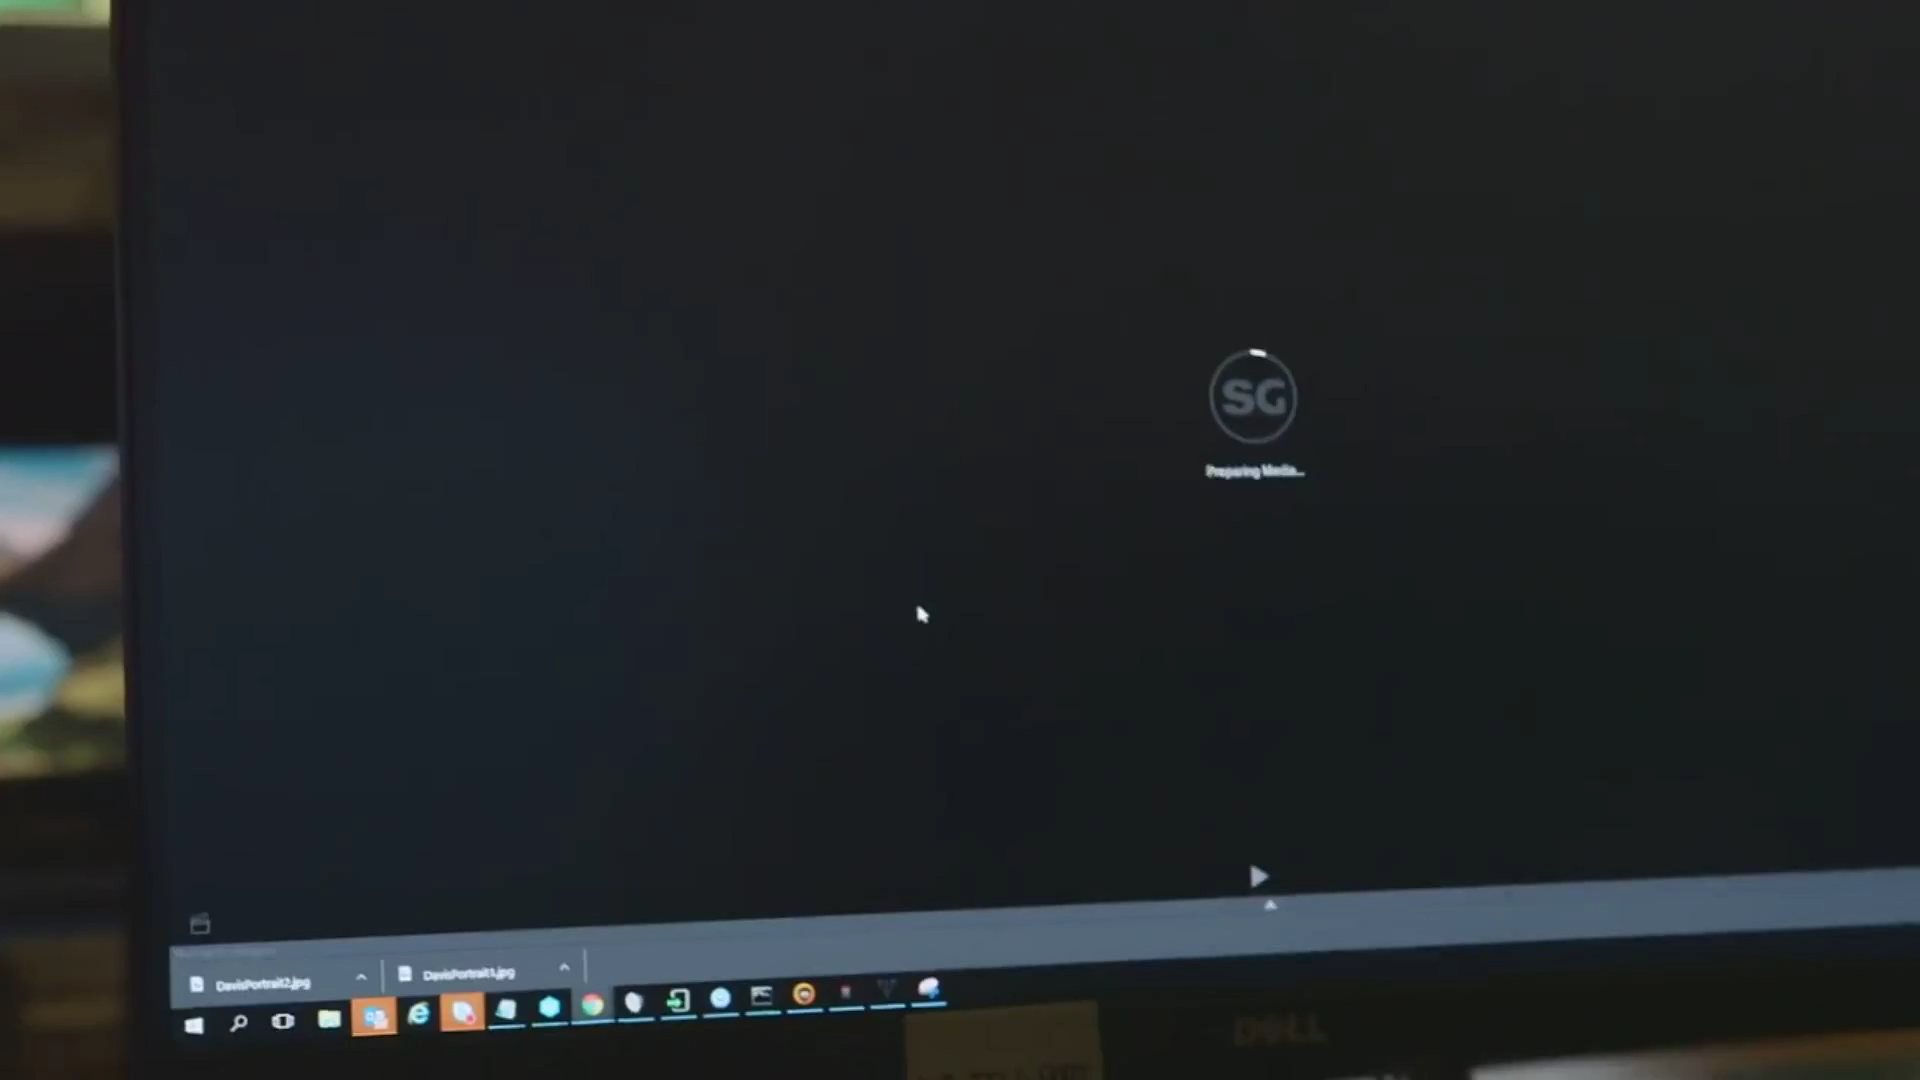 SG
Preparing Media...
DavisPortrait2.jpg
DavisPortrait1.jpg
DELL